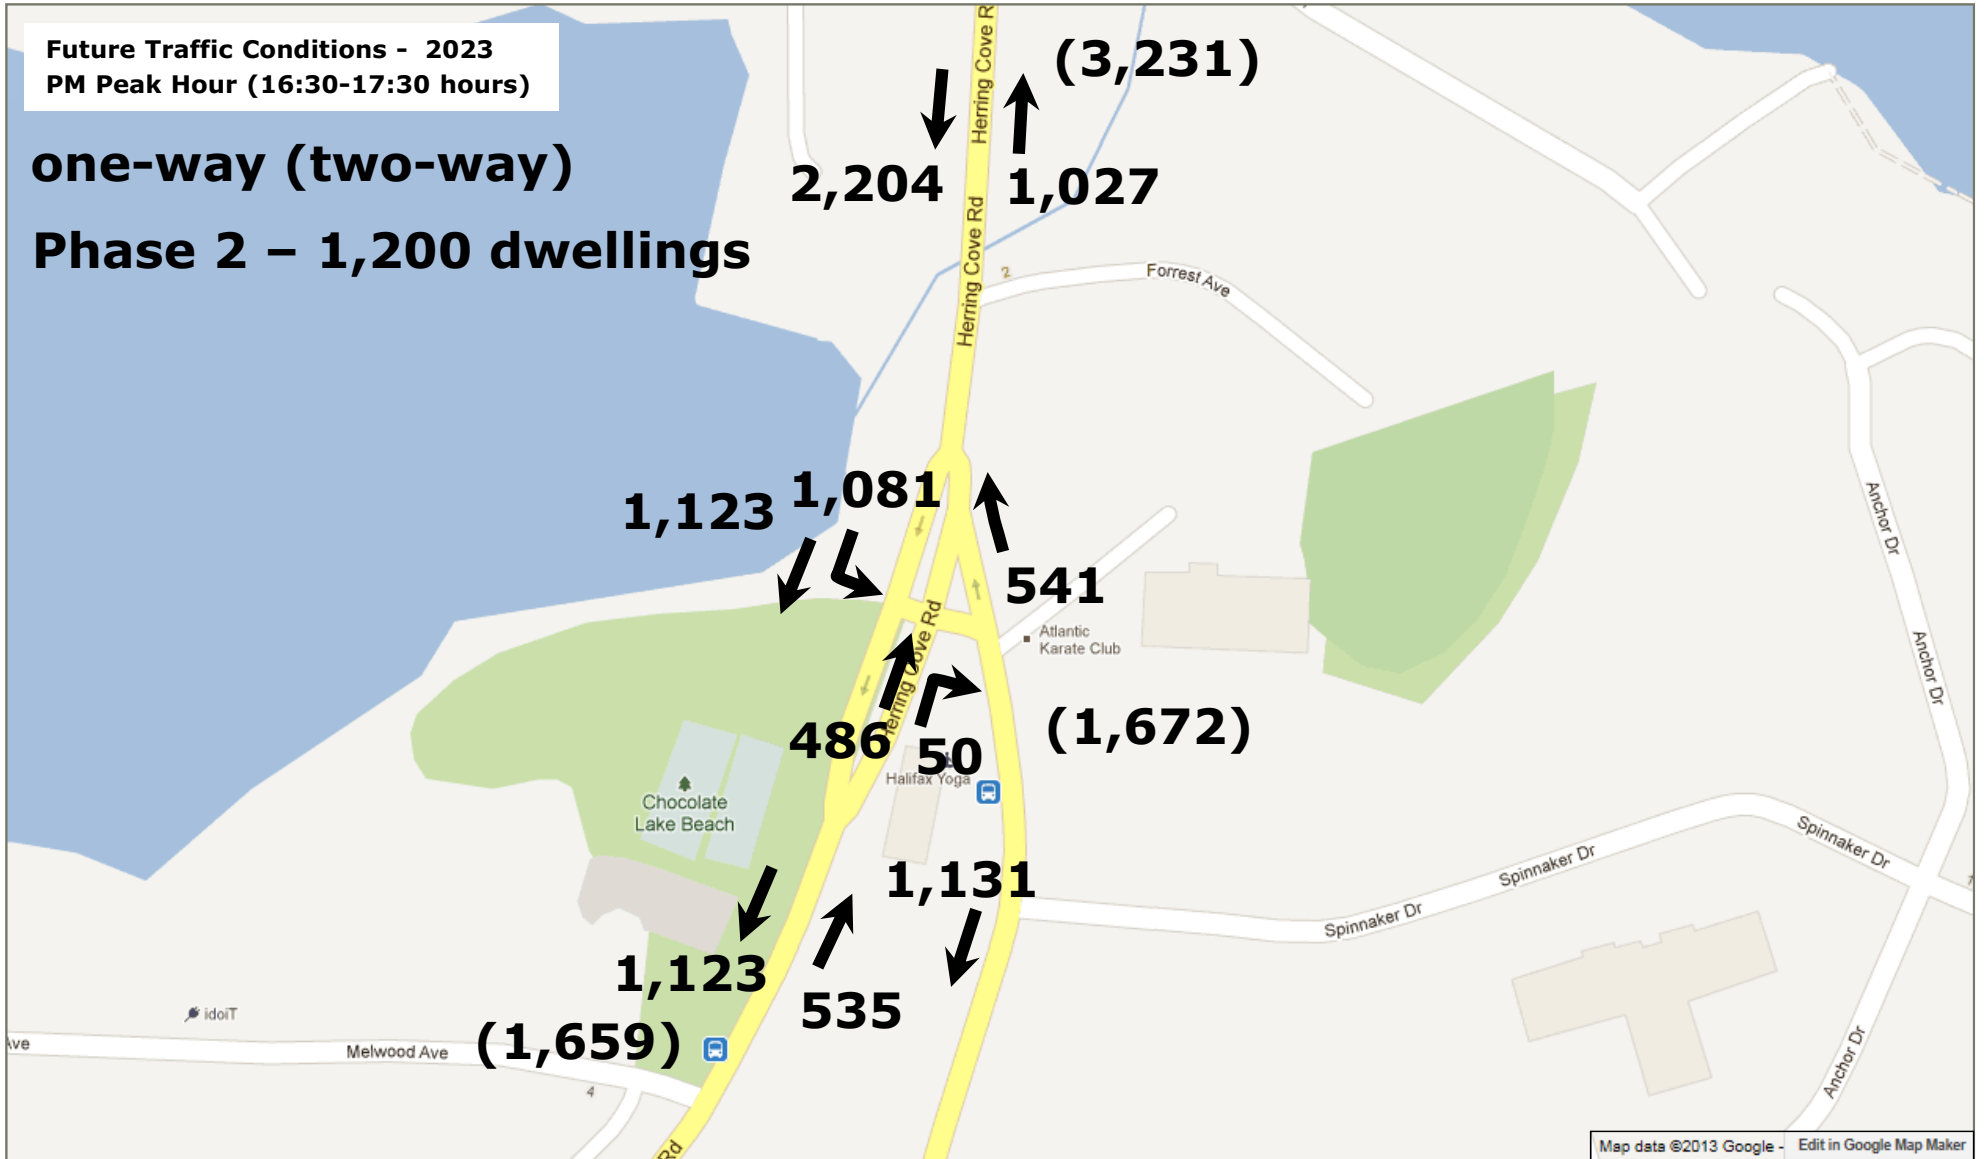 Future Traffic Conditions - 2023
PM Peak Hour (16:30-17:30 hours)
one-way (two-way)
Phase 2 – 1,200 dwellings
(3,231)
2,204
1,027
Herring Cove R
Herring Cove Rd
Herring Cove Rd
2
Forrest Ave
1,123
1,081
541
Anchor Dr
Atlantic
Karate Club
Anchor Dr
Herring Cove Rd
486
50
(1,672)
Halifax Yoga
Chocolate
Lake Beach
Spinnaker Dr
Spinnaker Dr
Spinnaker Dr
1,131
1,123
535
idoiT
(1,659)
Ave
Melwood Ave
4
Anchor Dr
Rd
Map data ©2013 Google -
Edit in Google Map Maker